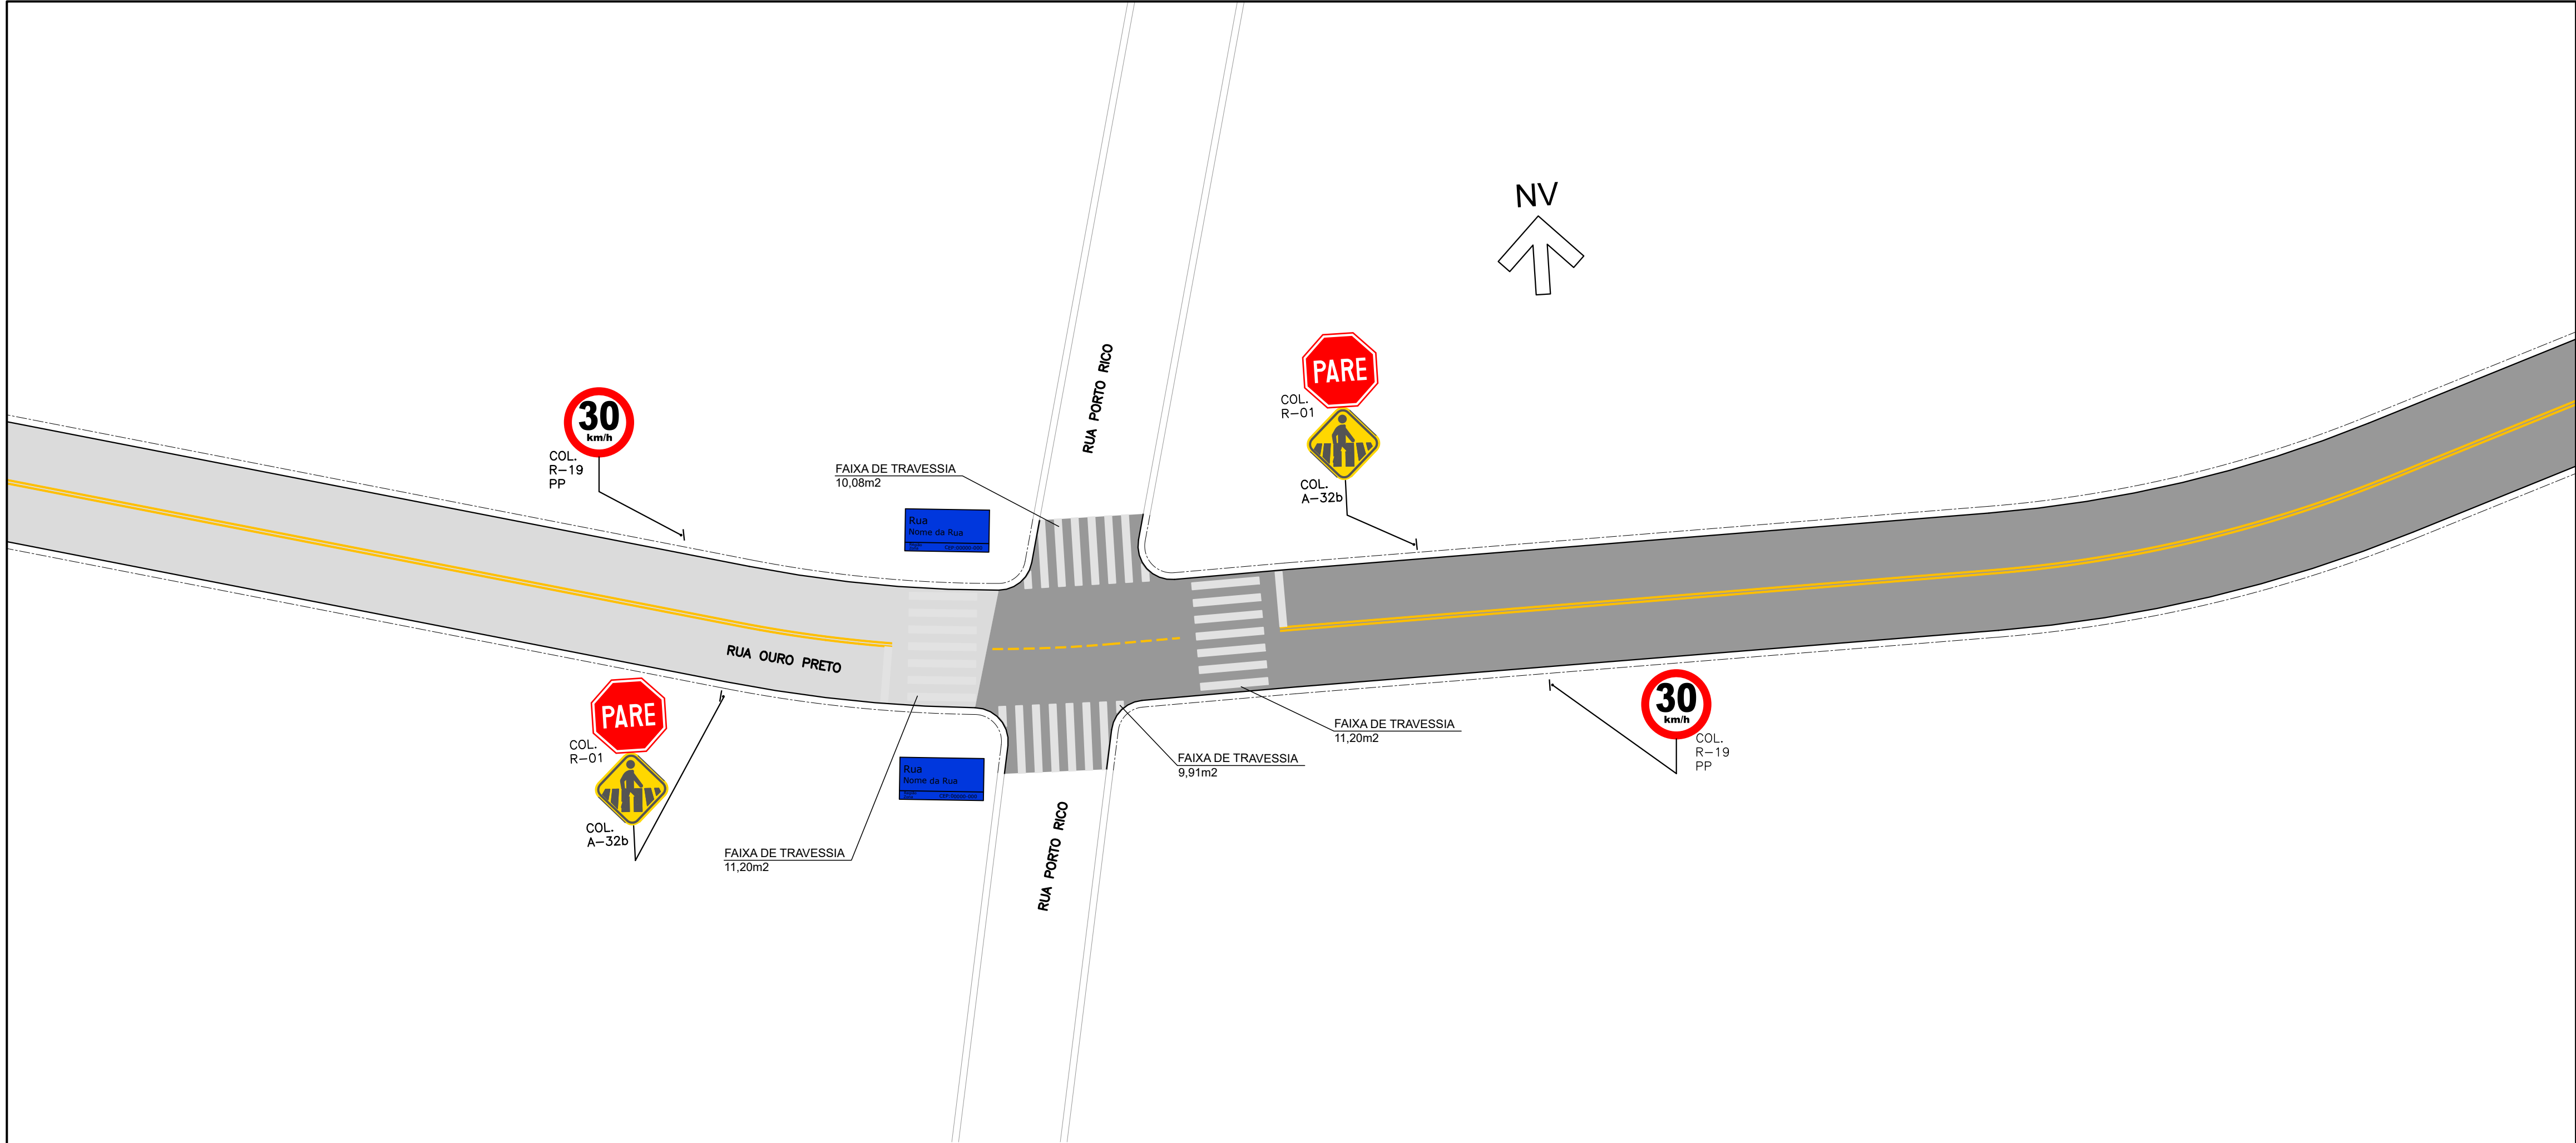 NV
RUA PORTO RICO
PARE
COL.
R-01
COL.
A-32b
30
km/h
COL.
R-19
PP
FAIXA DE TRAVESSIA
10,08m2
Rua
Nome da Rua
RUA OURO PRETO
PARE
COL.
R-01
COL.
A-32b
30
km/h
COL.
R-19
PP
FAIXA DE TRAVESSIA
11,20m2
FAIXA DE TRAVESSIA
9,91m2
Rua
Nome da Rua
FAIXA DE TRAVESSIA
11,20m2
RUA PORTO RICO